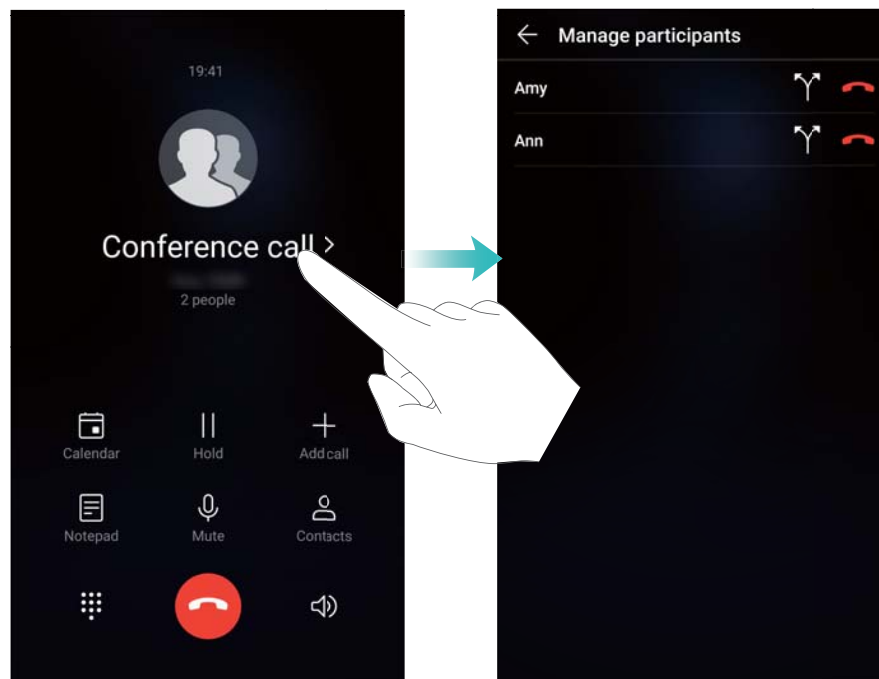 19:41
Conference call
2 people
Calendar
Hold
Add call
Notepad
Mute
Contacts
Manage participants
Amy
Ann